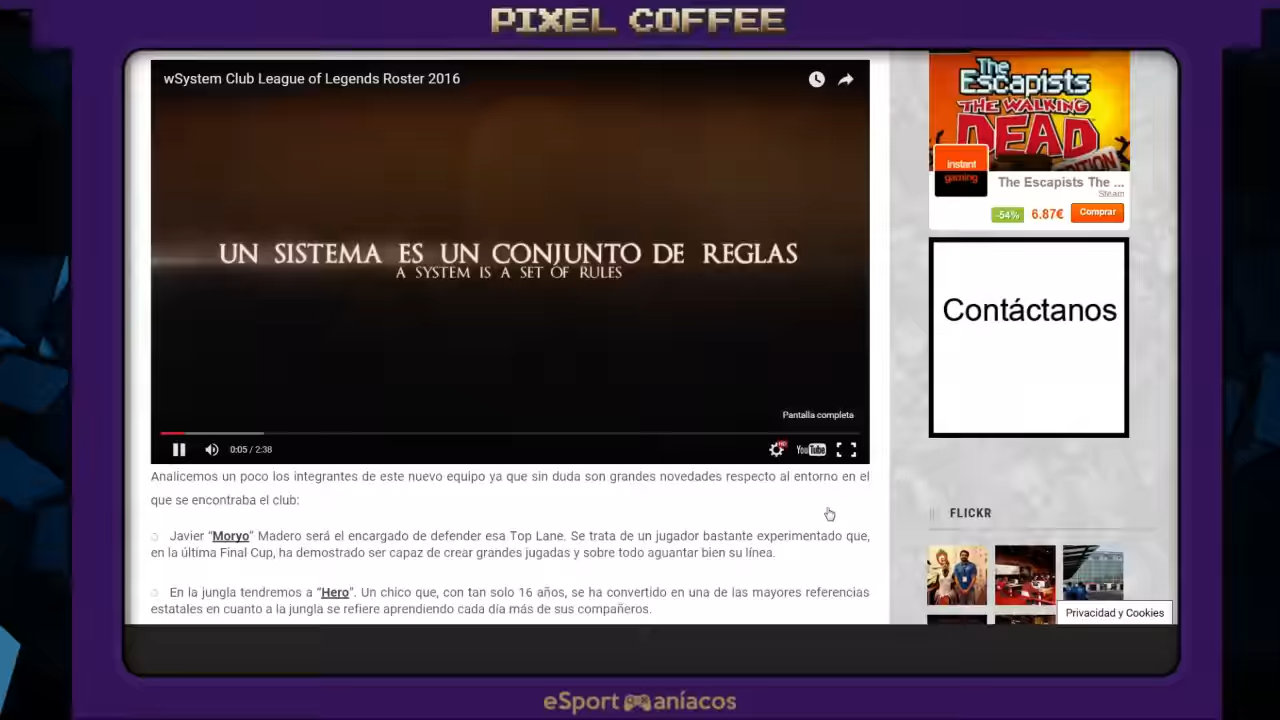 PIXEL COFFEE
wSystem Club League of Legends Roster 2016
UN SISTEMA ES UN CONJUNTO DE REGLAS
A SYSTEM IS A SET OF RULES
Pantalla completa
0:05 / 2:38
HD
YouTube
Analicemos un poco los integrantes de este nuevo equipo ya que sin duda son grandes novedades respecto al entorno en el
que se encontraba el club:
Javier “Moryo” Madero será el encargado de defender esa Top Lane. Se trata de un jugador bastante experimentado que,
en la última Final Cup, ha demostrado ser capaz de crear grandes jugadas y sobre todo aguantar bien su línea.
En la jungla tendremos a “Hero”. Un chico que, con tan solo 16 años, se ha convertido en una de las mayores referencias
estatales en cuanto a la jungla se refiere aprendiendo cada día más de sus compañeros.
The
Escapists
THE WALKING
DEAD
EDITION
instant
gaming
The Escapists The ...
Steam
-54%
6.87€
Comprar
Contáctanos
FLICKR
Privacidad y Cookies
eSport maníacos